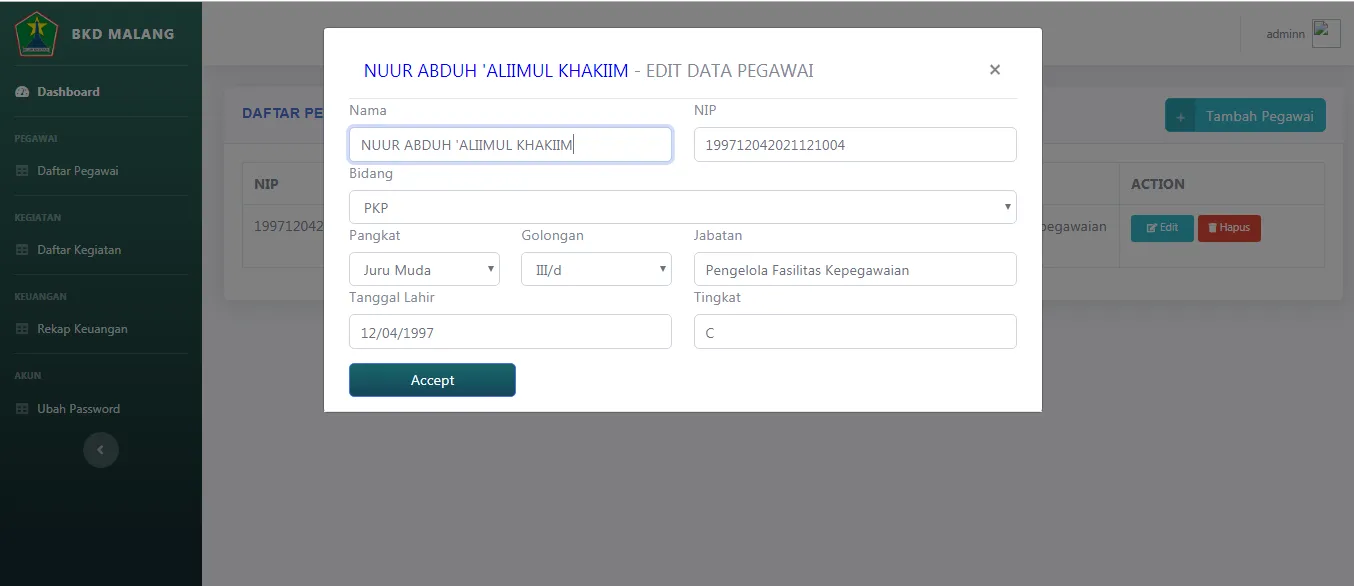 BKD MALANG
adminn
Dashboard
PEGAWAI
Daftar Pegawai
KEGIATAN
Daftar Kegiatan
KEUANGAN
Rekap Keuangan
AKUN
Ubah Password
DAFTAR PE
+ Tambah Pegawai
NIP
ACTION
199712042
pegawaian
Edit
Hapus
NUUR ABDUH 'ALIIMUL KHAKIIM - EDIT DATA PEGAWAI
×
Nama
NIP
NUUR ABDUH 'ALIIMUL KHAKIIM
199712042021121004
Bidang
PKP
Pangkat
Golongan
Jabatan
Juru Muda
III/d
Pengelola Fasilitas Kepegawaian
Tanggal Lahir
Tingkat
12/04/1997
C
Accept